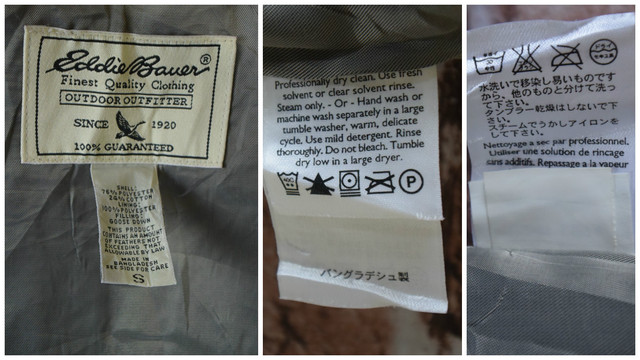 Eddie Bauer®
Finest Quality Clothing
OUTDOOR OUTFITTER
SINCE 1920
100% GUARANTEED
SHELL:
76% POLYESTER
24% COTTON
LINING:
100% POLYESTER
FILLING:
GOOSE DOWN
THIS PRODUCT
CONTAINS AN AMOUNT
OF FEATHERS NOT
EXCEEDING THAT
ALLOWABLE BY LAW
MADE IN
BANGLADESH
SEE SIDE FOR CARE
S
Professionally dry clean. Use fresh
solvent or clear solvent rinse.
Steam only. - Or - Hand wash or
machine wash separately in a large
tumble washer, warm, delicate
cycle. Use mild detergent. Rinse
thoroughly. Do not bleach. Tumble
dry low in a large dryer.
P
バングラデシュ製
水洗いで移染し易いものです
から、他のものと分けて洗っ
て下さい。
タンブラー乾燥はしないで下
さい。
スチームでうかしアイロンを
して下さい。
Nettoyage a sec par professionnel.
Utiliser une solution de rincage
sans additifs. Repassage a la vapeur